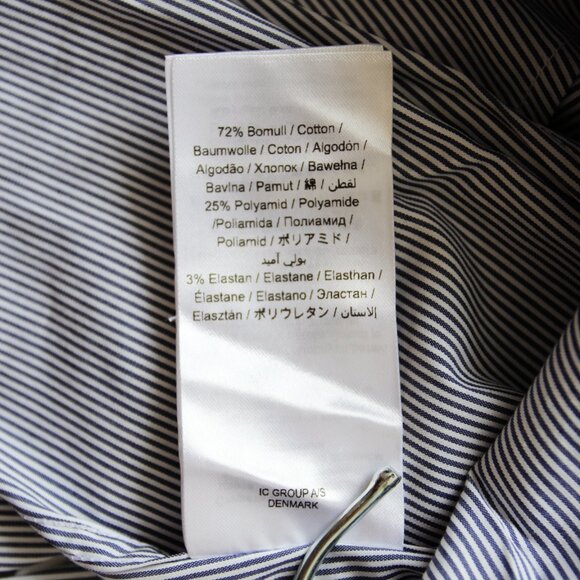 72% Bomull / Cotton /
Baumwolle / Coton / Algodón /
Algodão / Хлопок / Bawełna /
Bavlna / Pamut / 綿 / لقطن /
25% Polyamid / Polyamide
/Poliamida / Полиамид /
Poliamid / ポリアミド /
بولي أميد
3% Elastan / Elastane / Elasthan /
Élastane / Elastano / Эластан /
Elasztán / ポリウレタン / إلاستان
IC GROUP A/S
DENMARK